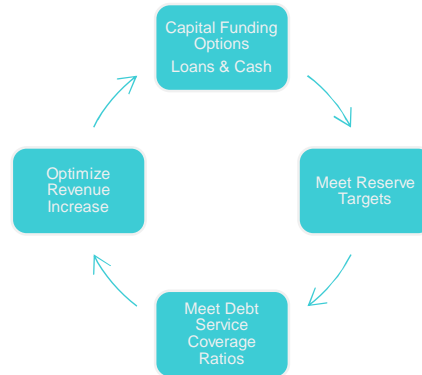 Capital Funding
Options
Loans & Cash
Meet Reserve
Targets
Meet Debt
Service
Coverage
Ratios
Optimize
Revenue
Increase